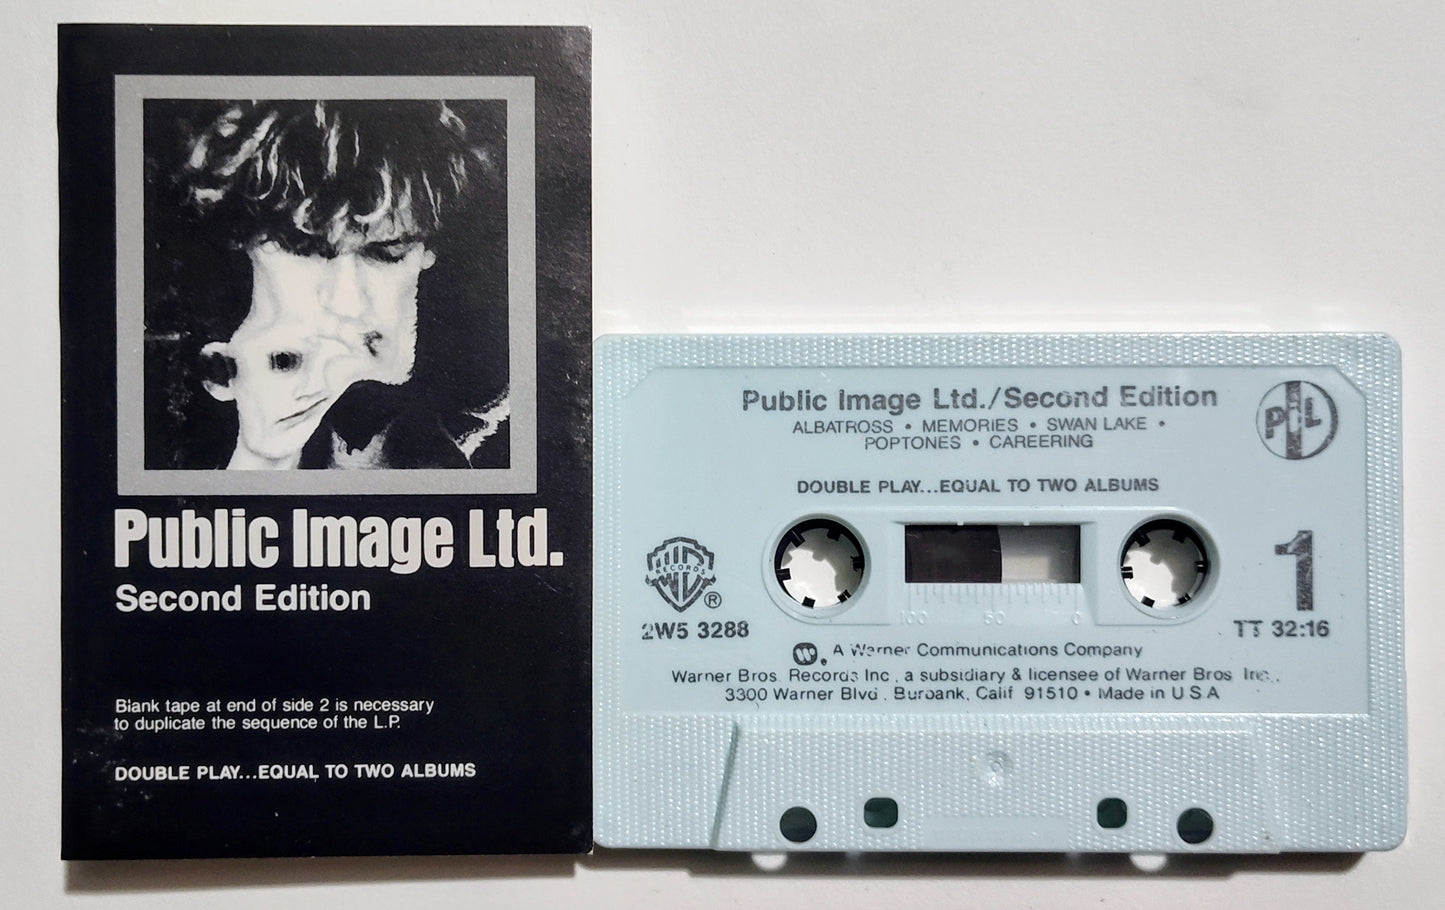 Public Image Ltd.
Second Edition
Blank tape at end of side 2 is necessary
to duplicate the sequence of the L.P.
DOUBLE PLAY...EQUAL TO TWO ALBUMS
Public Image Ltd./Second Edition
ALBATROSS • MEMORIES • SWAN LAKE •
POPTONES • CAREERING
PiL
DOUBLE PLAY...EQUAL TO TWO ALBUMS
RECORDS
®
1
2W5 3288
TT 32:16
100 50 0
A Warner Communications Company
Warner Bros. Records Inc., a subsidiary & licensee of Warner Bros. Inc.,
3300 Warner Blvd., Burbank, Calif. 91510 • Made in U.S.A.